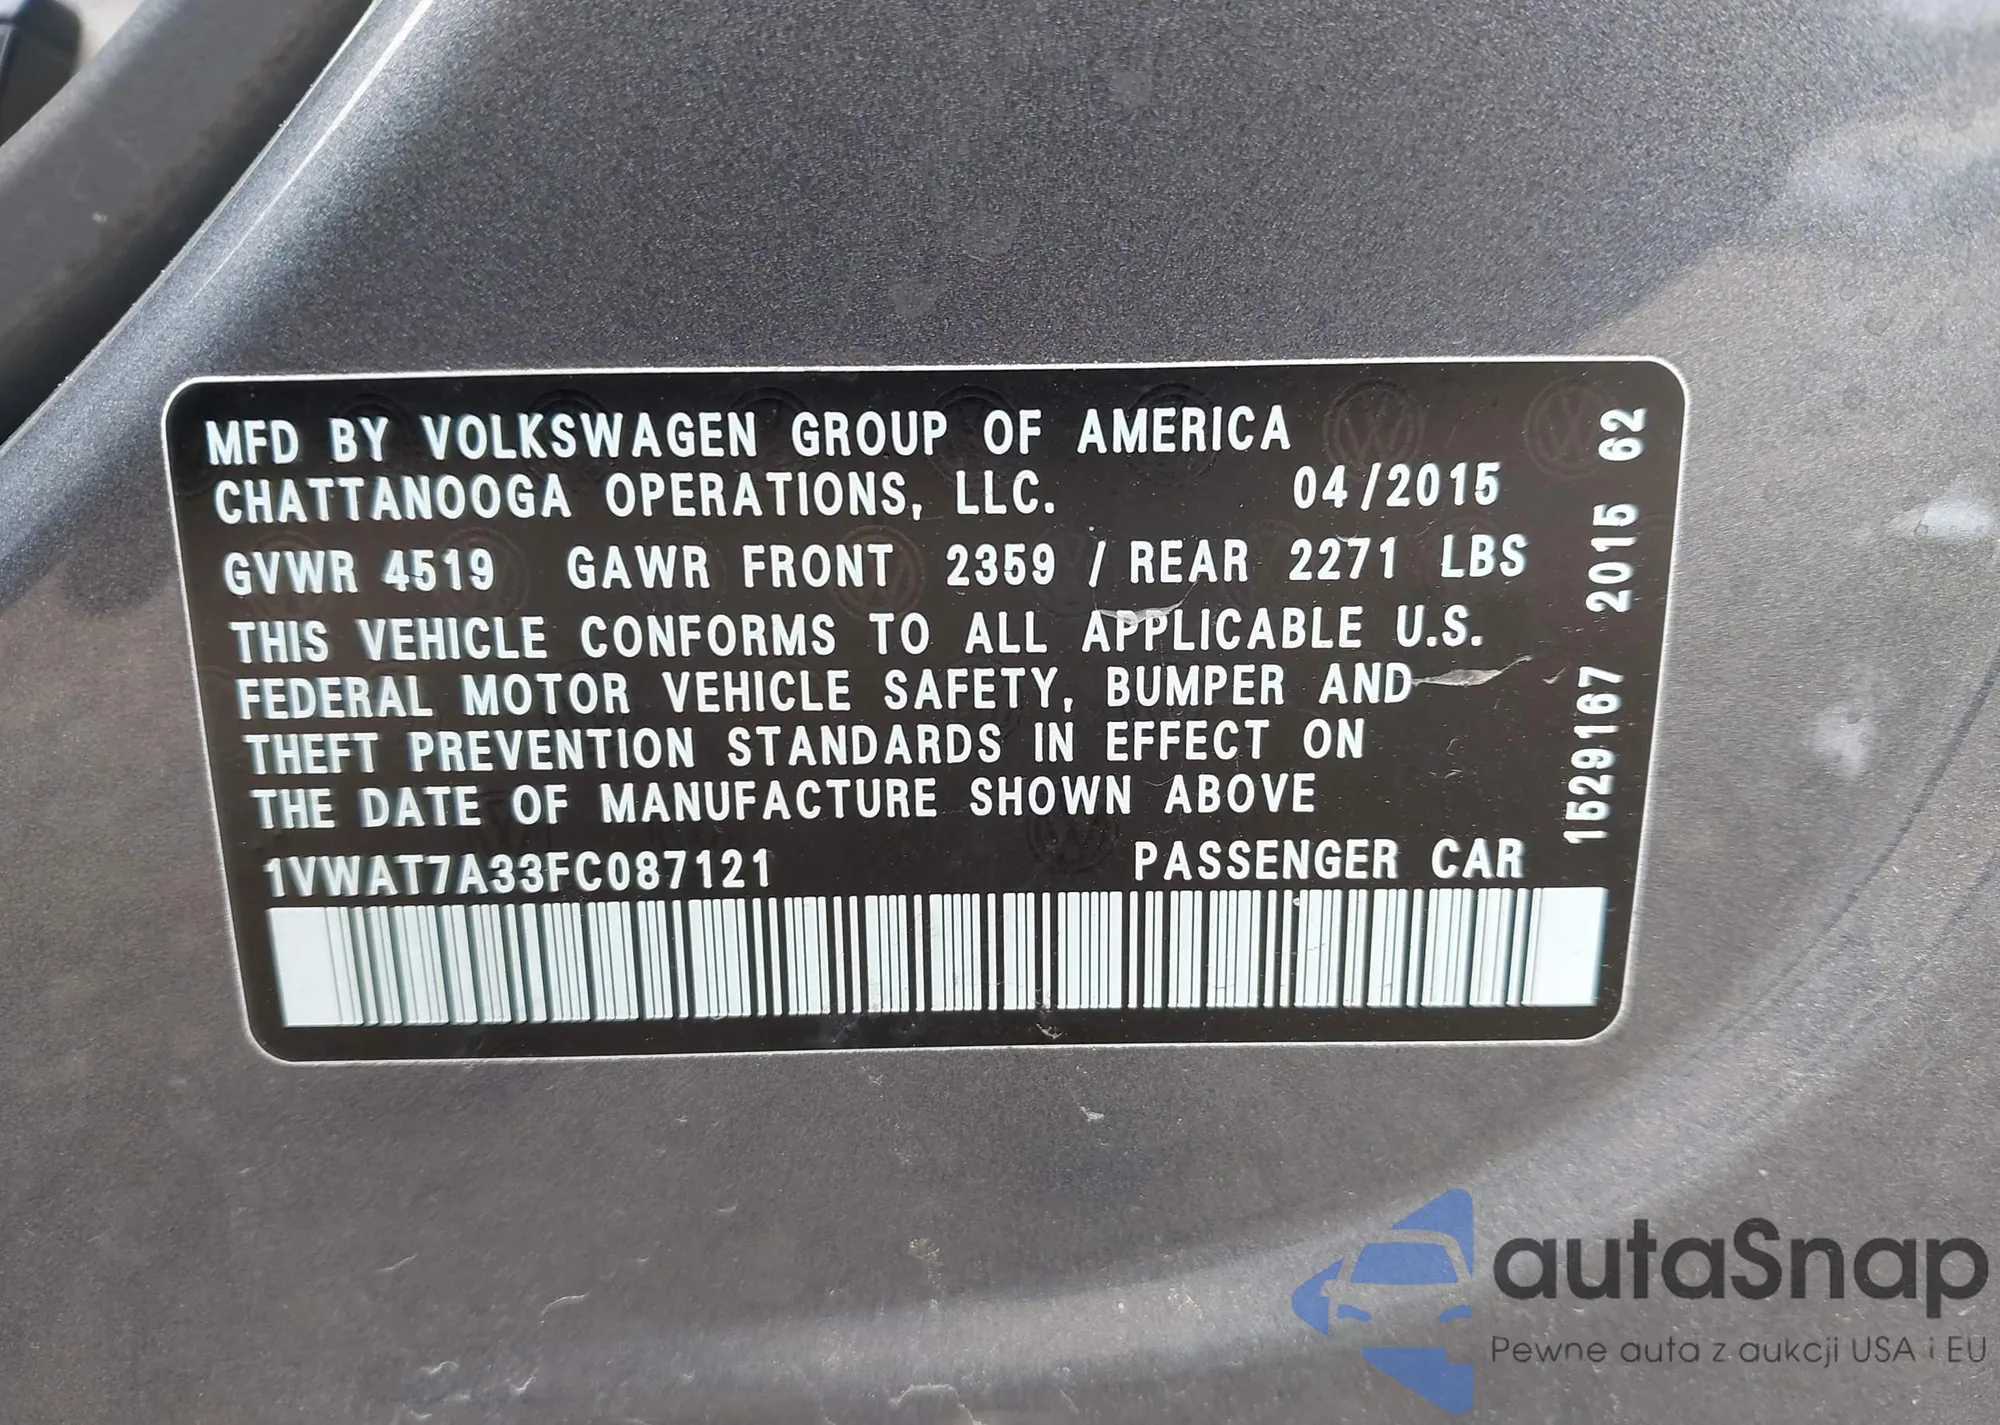 MFD BY VOLKSWAGEN GROUP OF AMERICA
CHATTANOOGA OPERATIONS, LLC. 04/2015
GVWR 4519 GAWR FRONT 2359 / REAR 2271 LBS
THIS VEHICLE CONFORMS TO ALL APPLICABLE U.S.
FEDERAL MOTOR VEHICLE SAFETY, BUMPER AND
THEFT PREVENTION STANDARDS IN EFFECT ON
THE DATE OF MANUFACTURE SHOWN ABOVE
1VWAT7A33FC087121 PASSENGER CAR
1529167 2015 62
autaSnap
Pewne auta z aukcji USA i EU